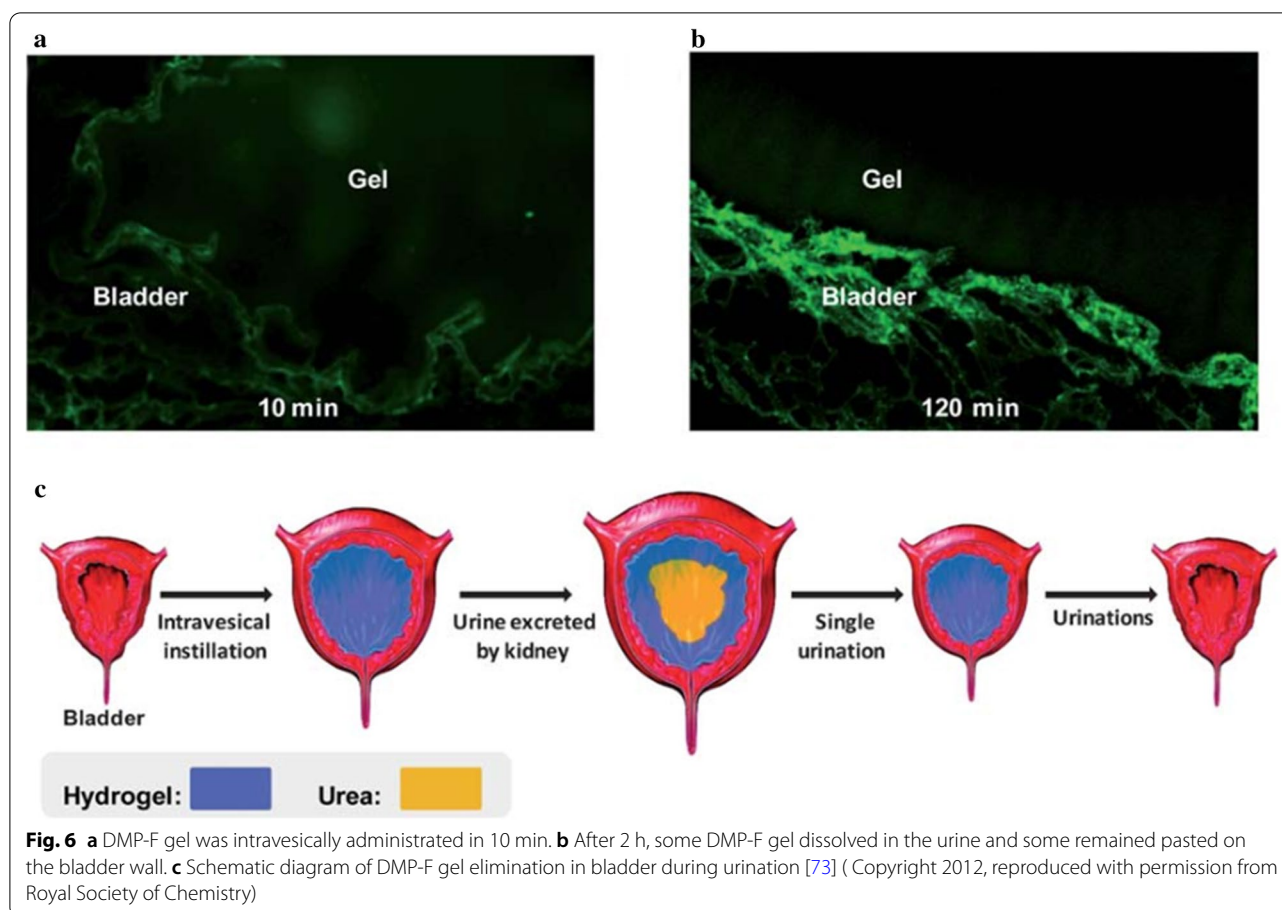 a
b
Gel
Bladder
10 min
Gel
Bladder
120 min
c
Intravesical
instillation
Urine excreted
by kidney
Single
urination
Urinations
Bladder
Hydrogel:
Urea:
Fig. 6 a DMP-F gel was intravesically administrated in 10 min. b After 2 h, some DMP-F gel dissolved in the urine and some remained pasted on
the bladder wall. c Schematic diagram of DMP-F gel elimination in bladder during urination [73] ( Copyright 2012, reproduced with permission from
Royal Society of Chemistry)